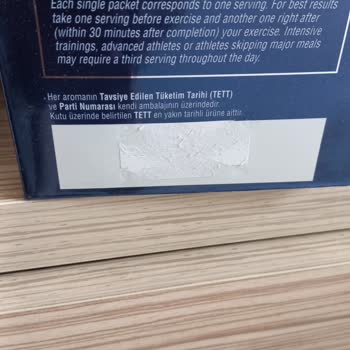 Each single packet corresponds to one serving. For best results
take one serving before exercise and another one right after
(within 30 minutes after completion) your exercise. Intensive
trainings, advanced athletes or athletes skipping major meals
may require a third serving throughout the day.
Her aromanın Tavsiye Edilen Tüketim Tarihi (TETT)
ve Parti Numarası kendi ambalajının üzerindedir.
Kutu üzerinde belirtilen TETT en yakın tarihli ürüne aittir.